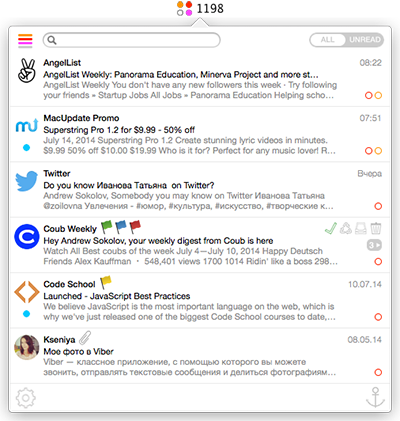 1198
ALL UNREAD
AngelList 08:22
AngelList Weekly: Panorama Education, Minerva Project and more st...
AngelList Weekly You don't have any new followers this week · Try following
your friends » Startup Jobs All Jobs » Panorama Education Helping scho...
MacUpdate Promo 07:51
Superstring Pro 1.2 for $9.99 - 50% off
July 14, 2014 Superstring Pro 1.2 Create stunning lyric videos in minutes.
$9.99 50% off $10.00 $19.99 Who is it for? Perfect for any music lover! R...
Twitter Вчера
Do you know Иванова Татьяна on Twitter?
Andrew Sokolov, Somebody you may know on Twitter Иванова Татьяна
@zoilovna Увлечения - #юмор, #культура, #искусство, #творческие к...
Coub Weekly
Hey Andrew Sokolov, your weekly digest from Coub is here 3
Watch All Best coubs of the week July 4—July 10, 2014 Happy Deutsch
Friends Alex Kauffman · 548,401 views 1700 1014 Ridin' like a boss 298...
Code School 10.07.14
Launched - JavaScript Best Practices
We believe JavaScript is the most important language on the web, which is
why we've just released one of the biggest Code School courses to date,...
Kseniya 08.05.14
Мое фото в Viber
Viber — классное приложение, с помощью которого вы можете
звонить, отправлять текстовые сообщения и делиться фотографиям...